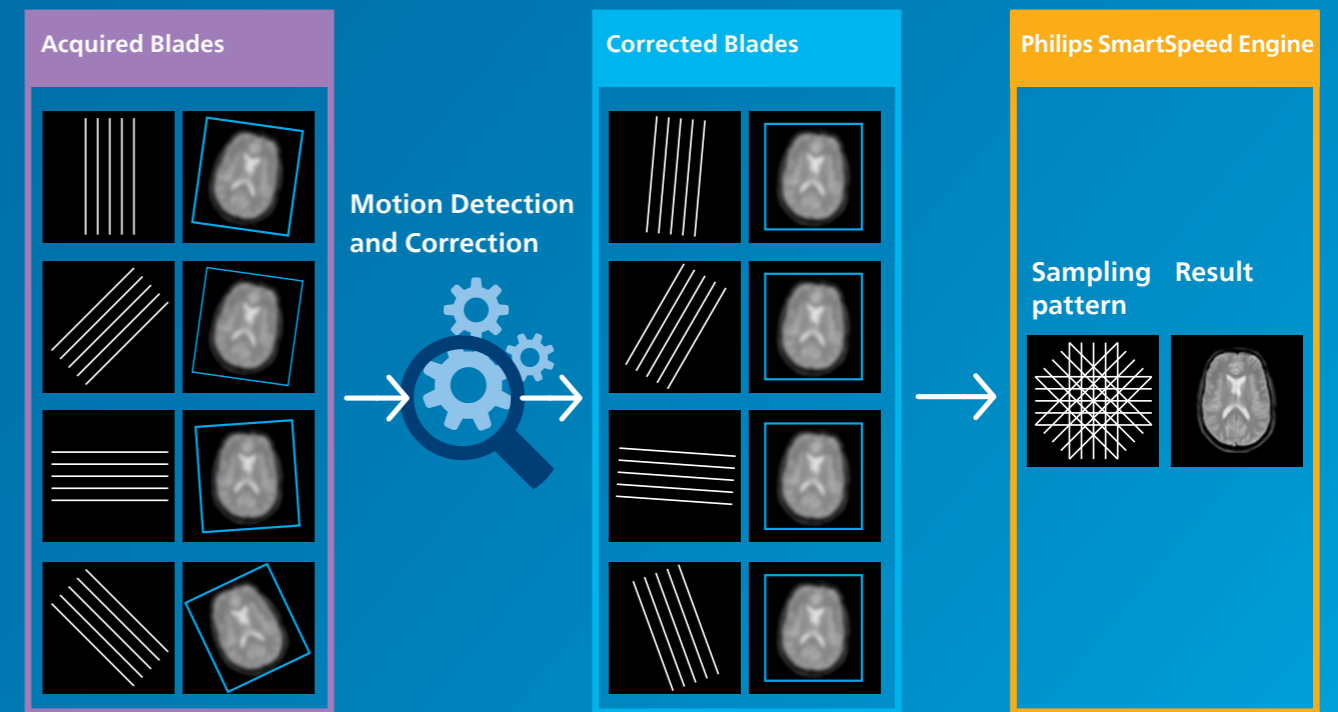 Acquired Blades
Motion Detection
and Correction
Corrected Blades
Philips SmartSpeed Engine
Sampling
pattern
Result